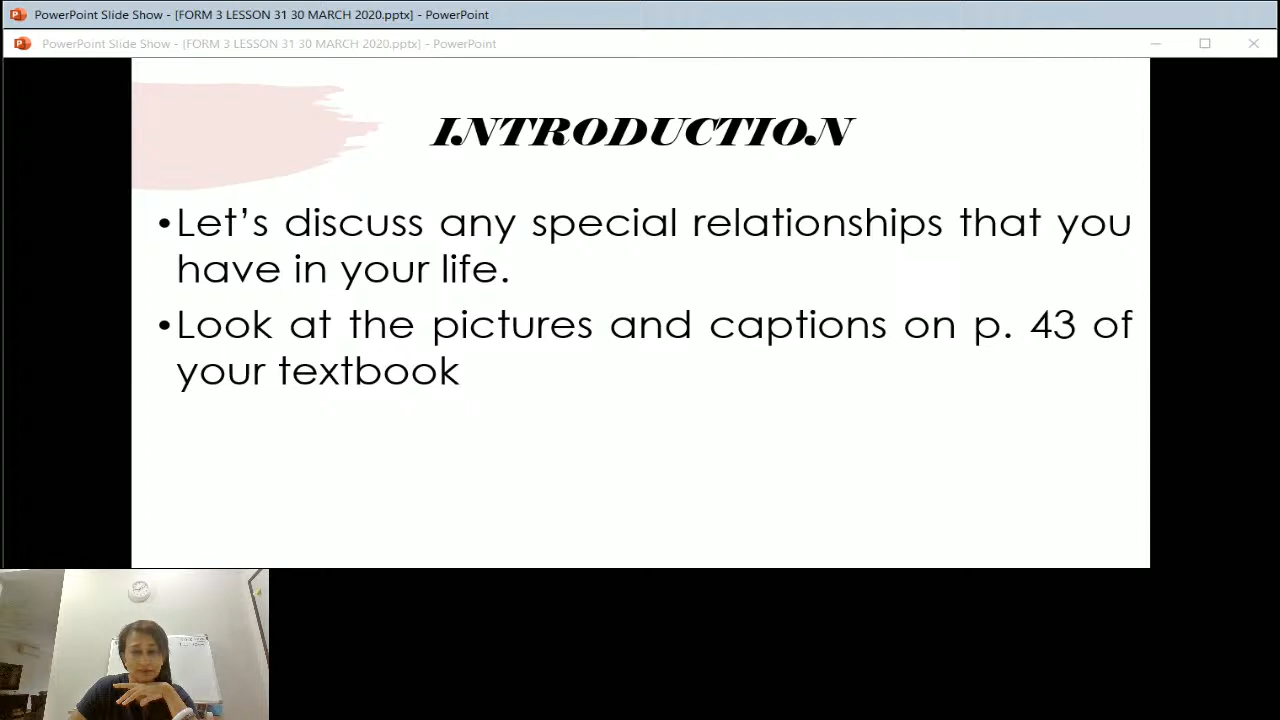 PowerPoint Slide Show - [FORM 3 LESSON 31 30 MARCH 2020.pptx] - PowerPoint
PowerPoint Slide Show - [FORM 3 LESSON 31 30 MARCH 2020.pptx] - PowerPoint
INTRODUCTION
•Let’s discuss any special relationships that you
have in your life.
•Look at the pictures and captions on p. 43 of
your textbook